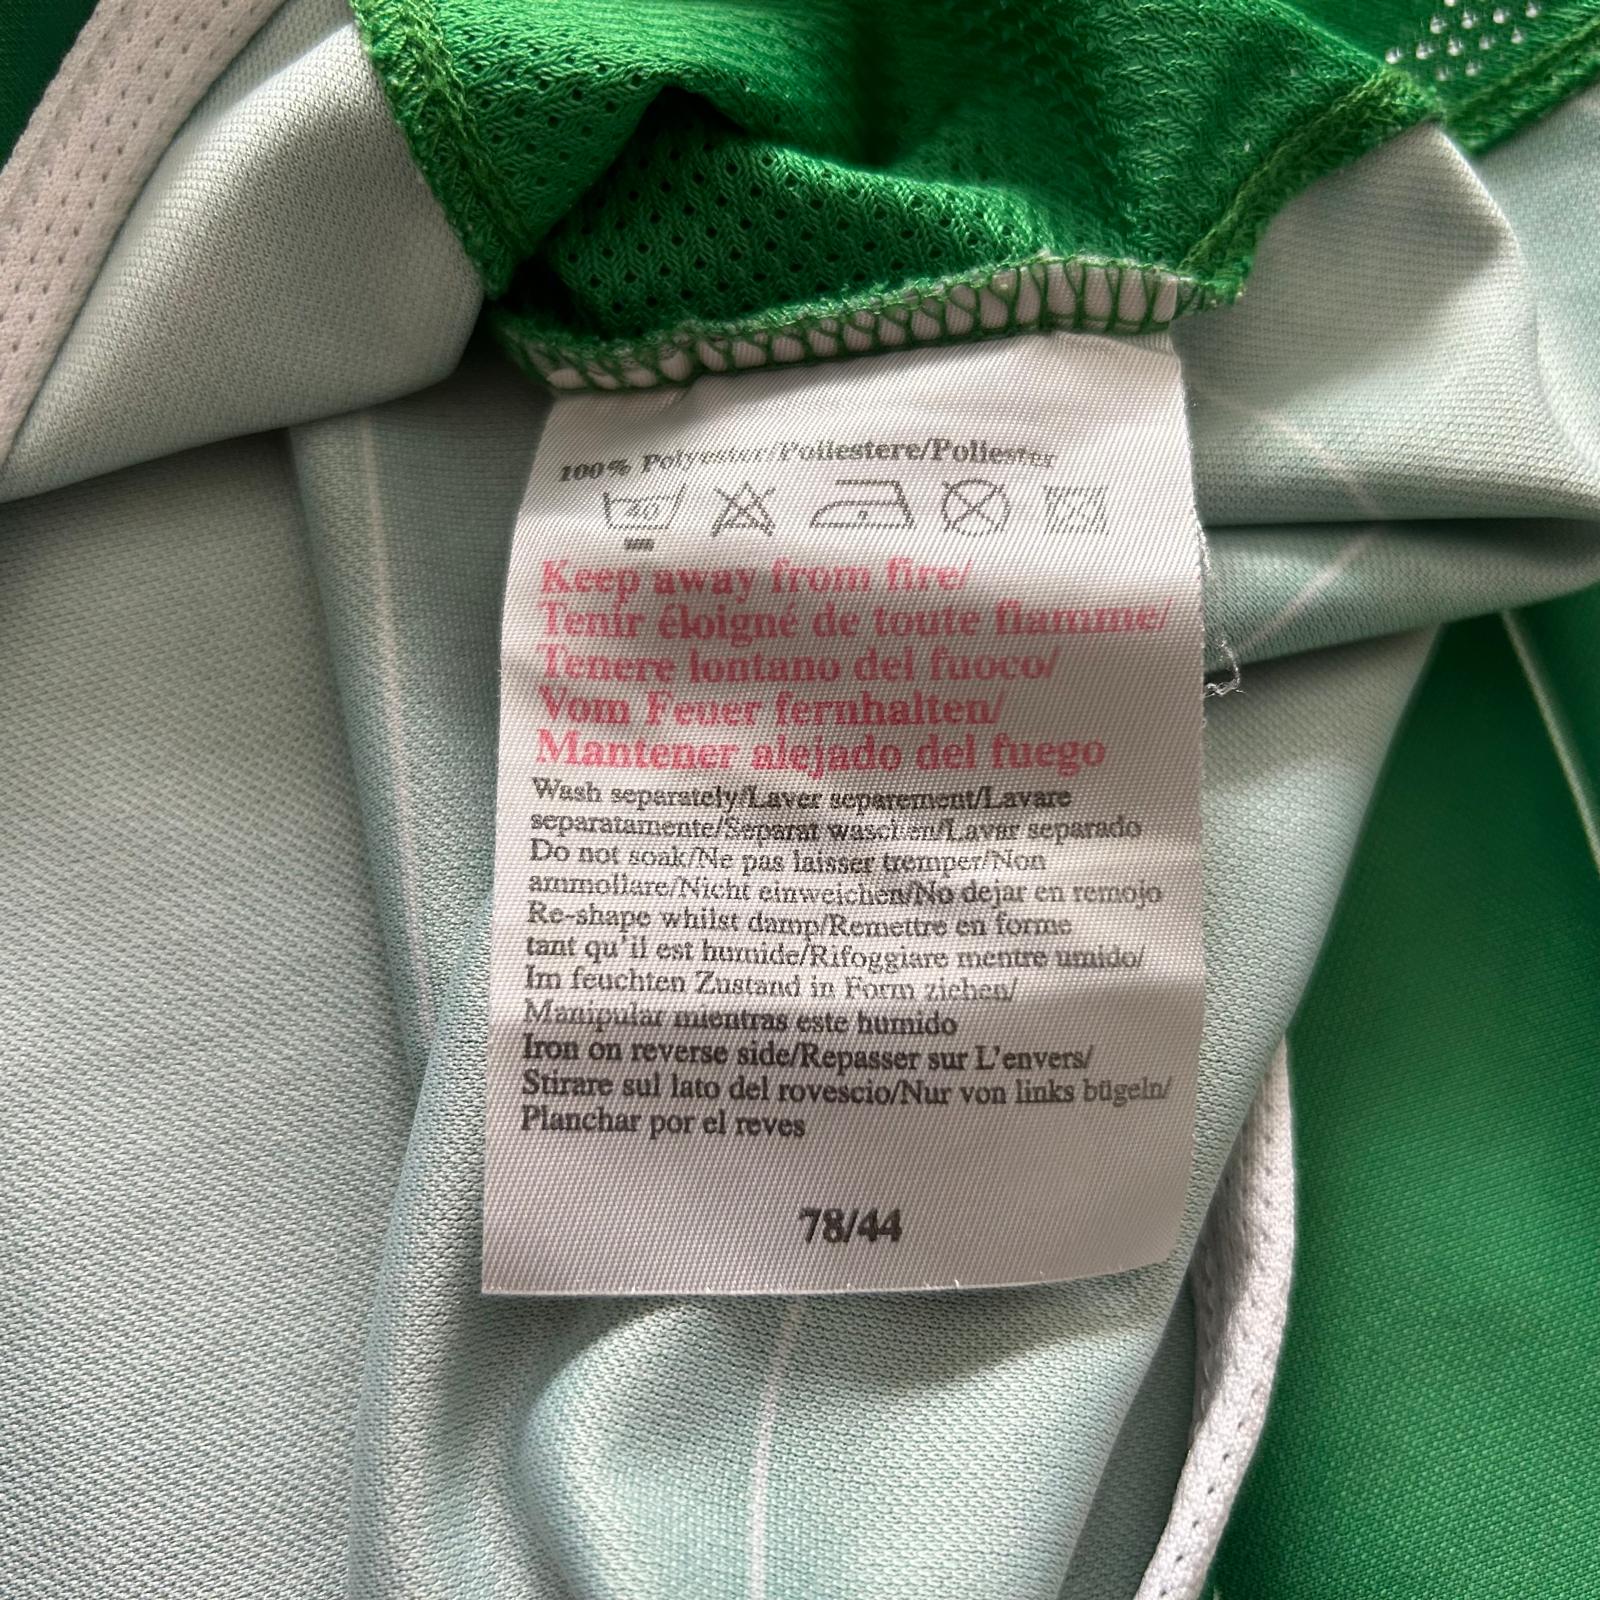 100% Polyester/Poliestere/Poliester
40
Keep away from fire/
Tenir éloigné de toute flamme/
Tenere lontano del fuoco/
Vom Feuer fernhalten/
Mantener alejado del fuego
Wash separately/Laver separement/Lavare
separatamente/Separat waschen/Lavar separado
Do not soak/Ne pas laisser tremper/Non
ammollare/Nicht einweichen/No dejar en remojo
Re-shape whilst damp/Remettre en forme
tant qu'il est humide/Rifoggiare mentre umido/
Im feuchten Zustand in Form ziehen/
Manipular mientras este humido
Iron on reverse side/Repasser sur L'envers/
Stirare sul lato del rovescio/Nur von links bügeln/
Planchar por el reves
78/44